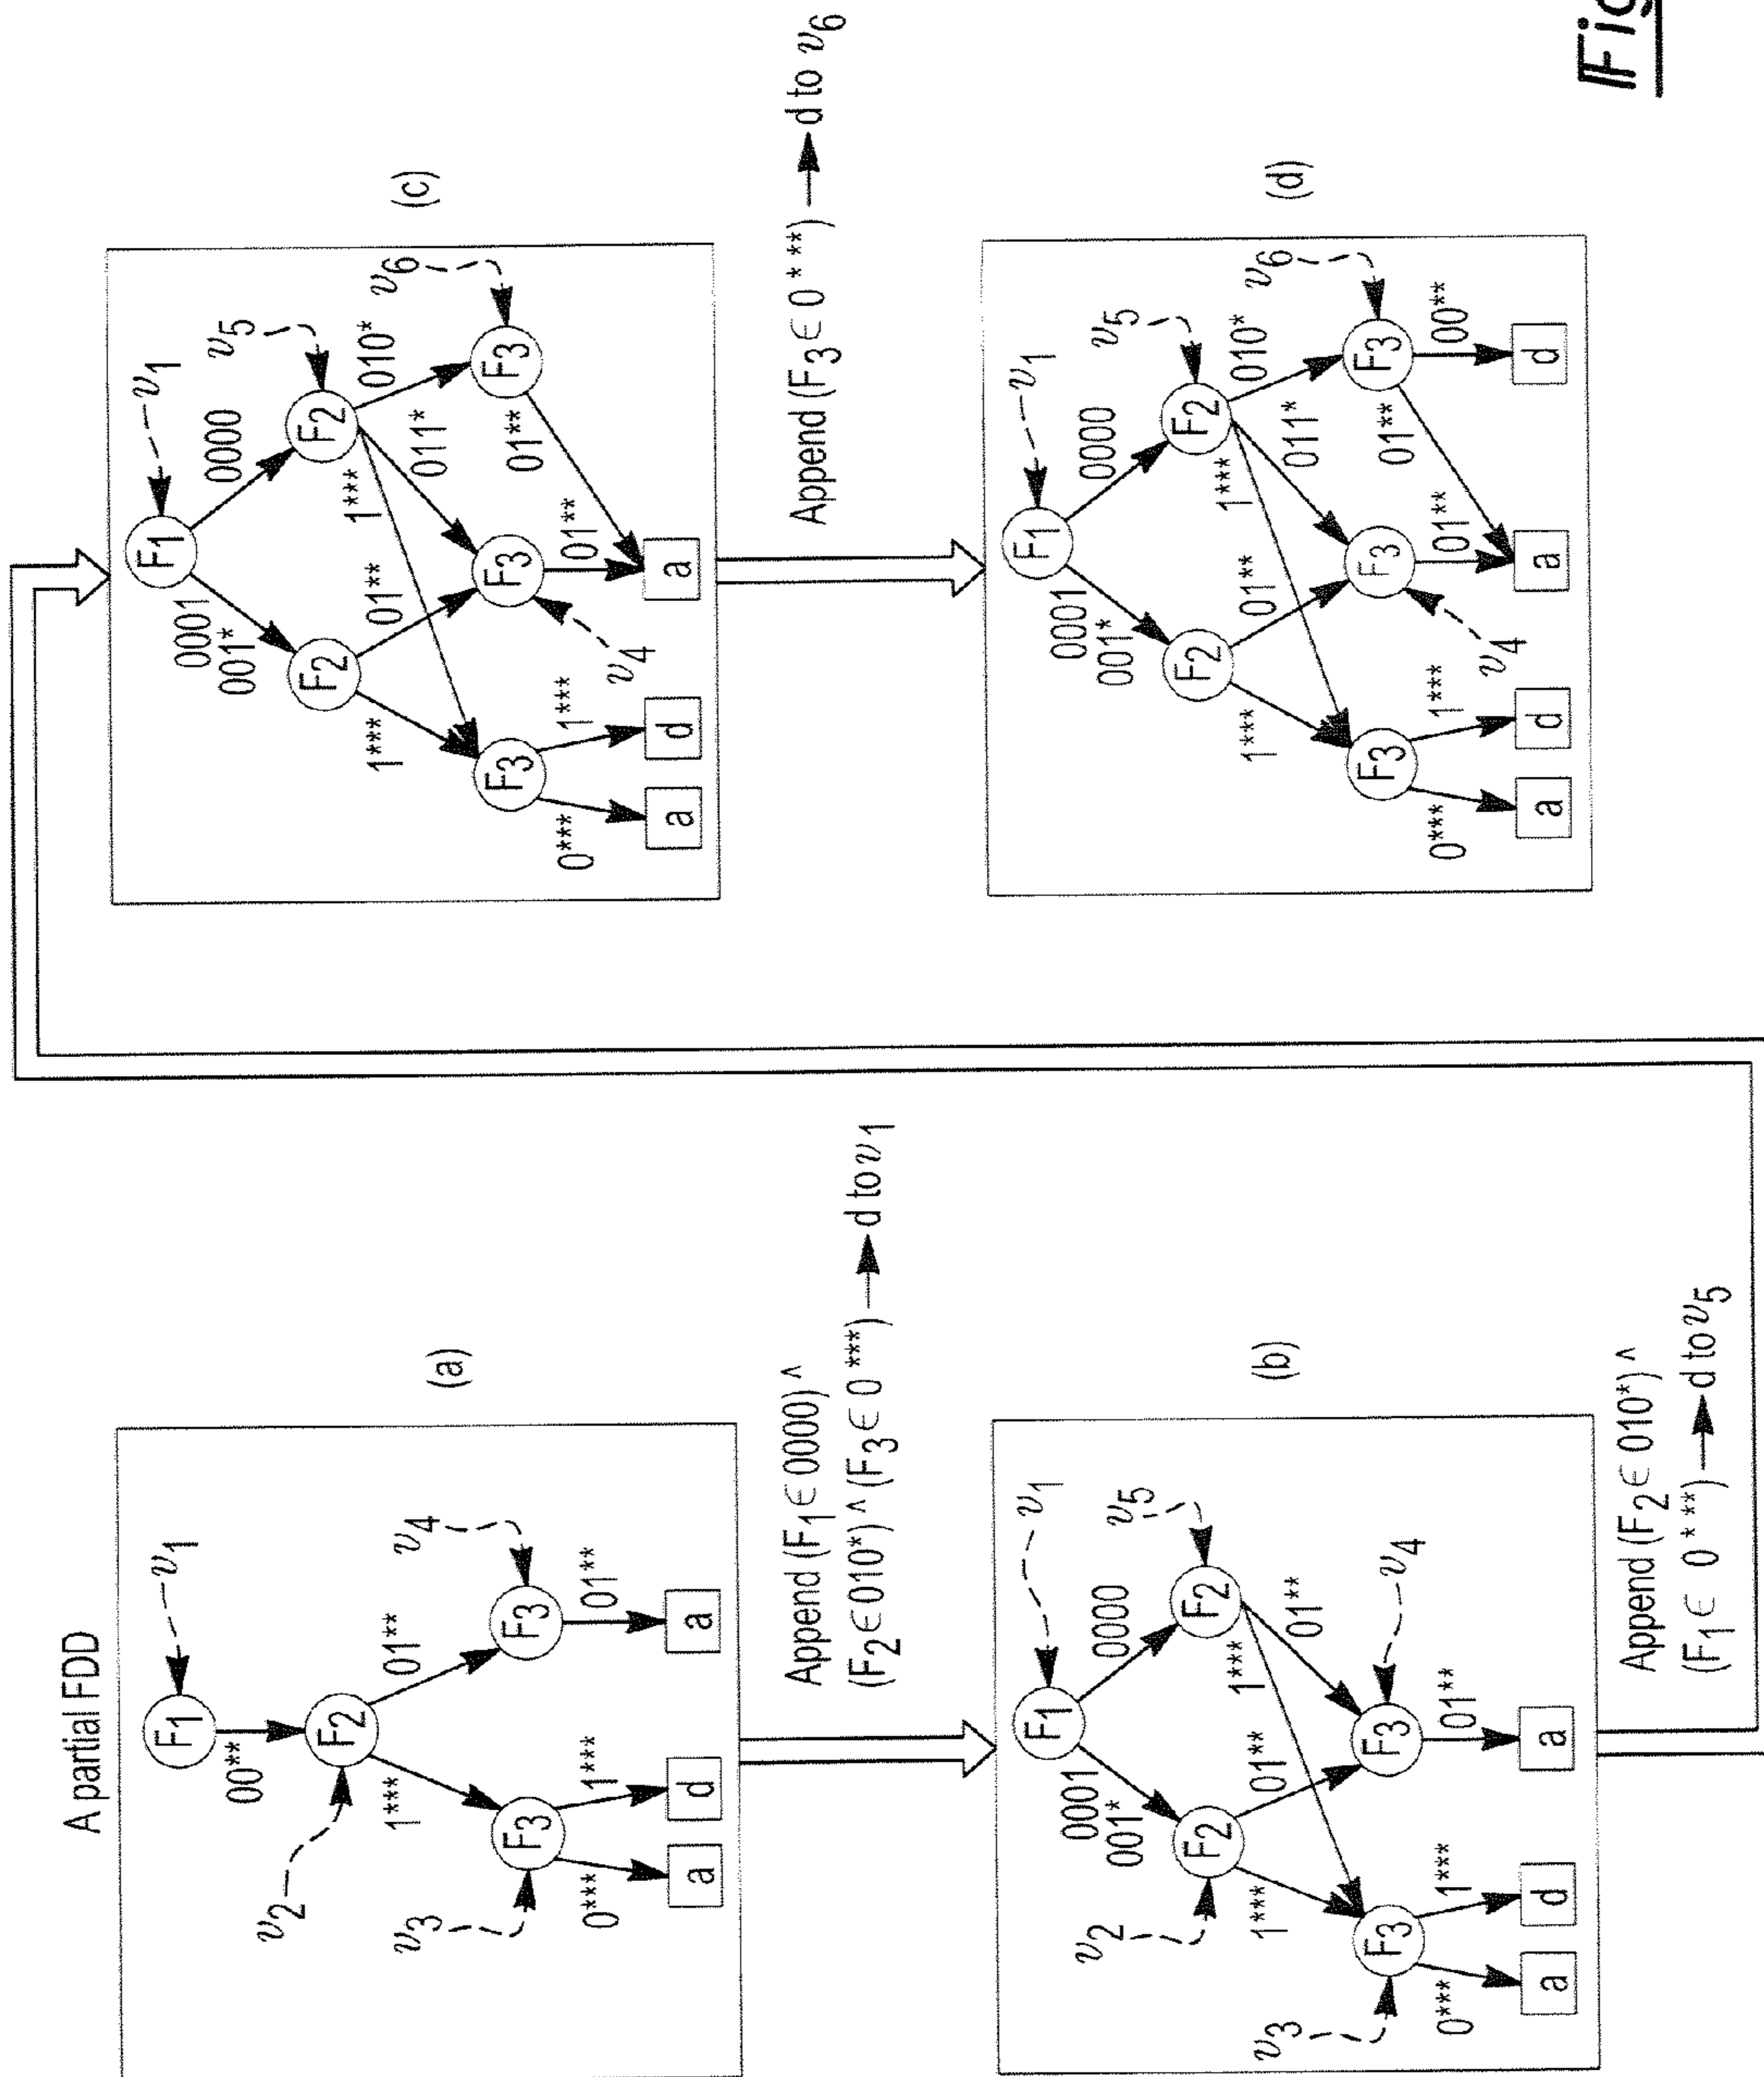 A partial FDD
F1
v1
00**
v2
F2
1***
01**
v3
F3
v4
F3
0***
1***
01**
a
d
a
(a)
Append (F1 ∈ 0000) ^
(F2 ∈ 010*) ^ (F3 ∈ 0 ***) → d to v1
F1
v1
0001
001*
0000
v2
F2
v5
F2
1***
01**
1***
01**
v3
F3
F3
v4
0***
1***
01**
a
d
a
(b)
Append (F2 ∈ 010*) ^
(F1 ∈ 0 * **) → d to v5
F1
v1
0001
001*
0000
F2
v5
F2
1***
01**
1***
011*
010*
F3
F3
v4
v6
F3
0***
1***
01**
01**
a
d
a
(c)
Append (F3 ∈ 0 * **) → d to v6
F1
v1
0001
001*
0000
F2
v5
F2
1***
01**
1***
011*
010*
F3
F3
v4
v6
F3
0***
1***
01**
01**
00**
a
d
a
d
(d)